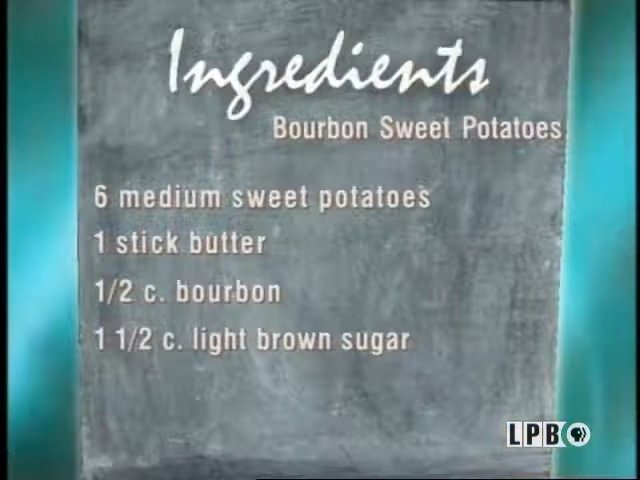 Ingredients
Bourbon Sweet Potatoes
6 medium sweet potatoes
1 stick butter
1/2 c. bourbon
1 1/2 c. light brown sugar
LPB